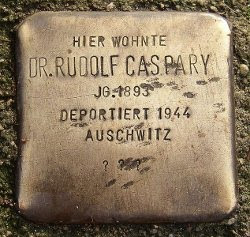 HIER WOHNTE
DR. RUDOLF CASPARY
JG. 1893
DEPORTIERT 1944
AUSCHWITZ
? ? ?